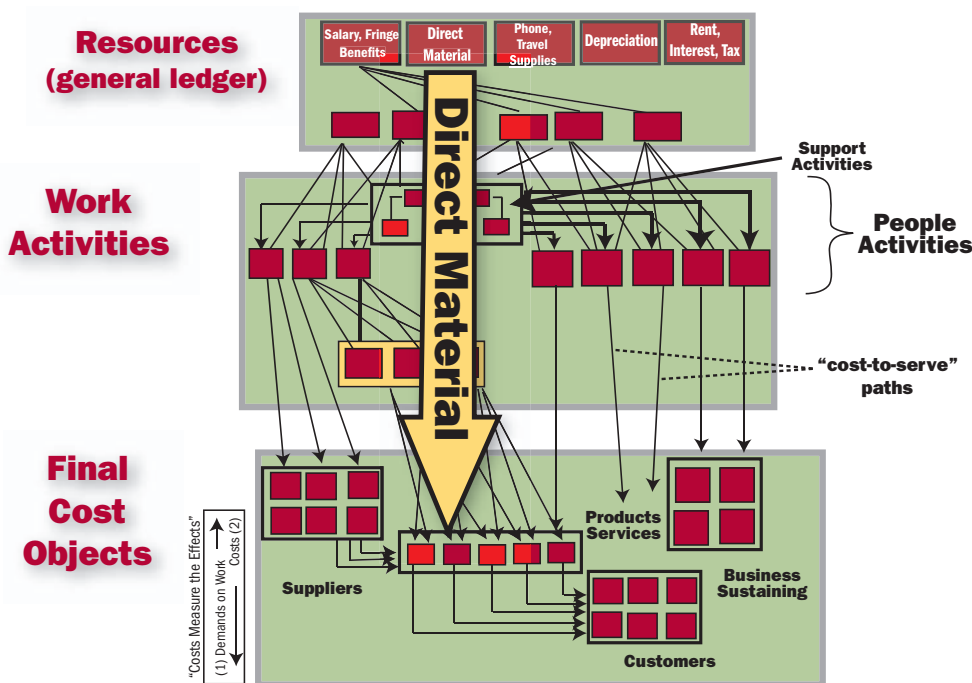 Resources
(general ledger)
Salary, Fringe
Benefits
Direct
Material
Phone,
Travel
Supplies
Depreciation
Rent,
Interest, Tax
Direct Material
Support
Activities
Work
Activities
People
Activities
“cost-to-serve”
paths
Final
Cost
Objects
"Costs Measure the Effects"
(1) Demands on Work
Costs (2)
Suppliers
Products
Services
Business
Sustaining
Customers